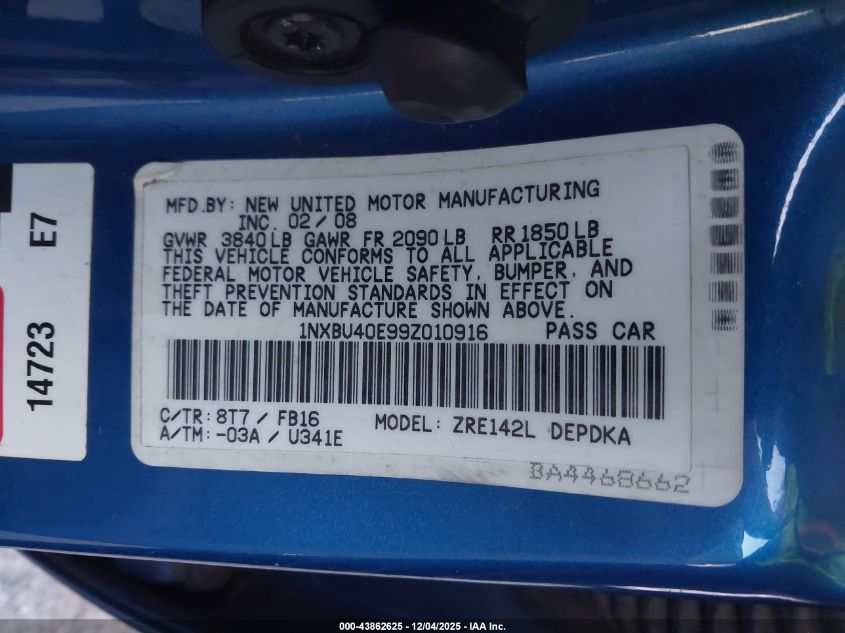 MFD.BY: NEW UNITED MOTOR MANUFACTURING
INC. 02/08
GVWR 3840LB GAWR FR 2090LB RR 1850LB
THIS VEHICLE CONFORMS TO ALL APPLICABLE
FEDERAL MOTOR VEHICLE SAFETY, BUMPER, AND
THEFT PREVENTION STANDARDS IN EFFECT ON
THE DATE OF MANUFACTURE SHOWN ABOVE.
1NXBU40E99Z010916 PASS CAR
C/TR: 8T7 / FB16 MODEL: ZRE142L DEPDKA
A/TM: -03A / U341E
BA4468662
14723 E7
000-43862625 - 12/04/2025 - IAA Inc.